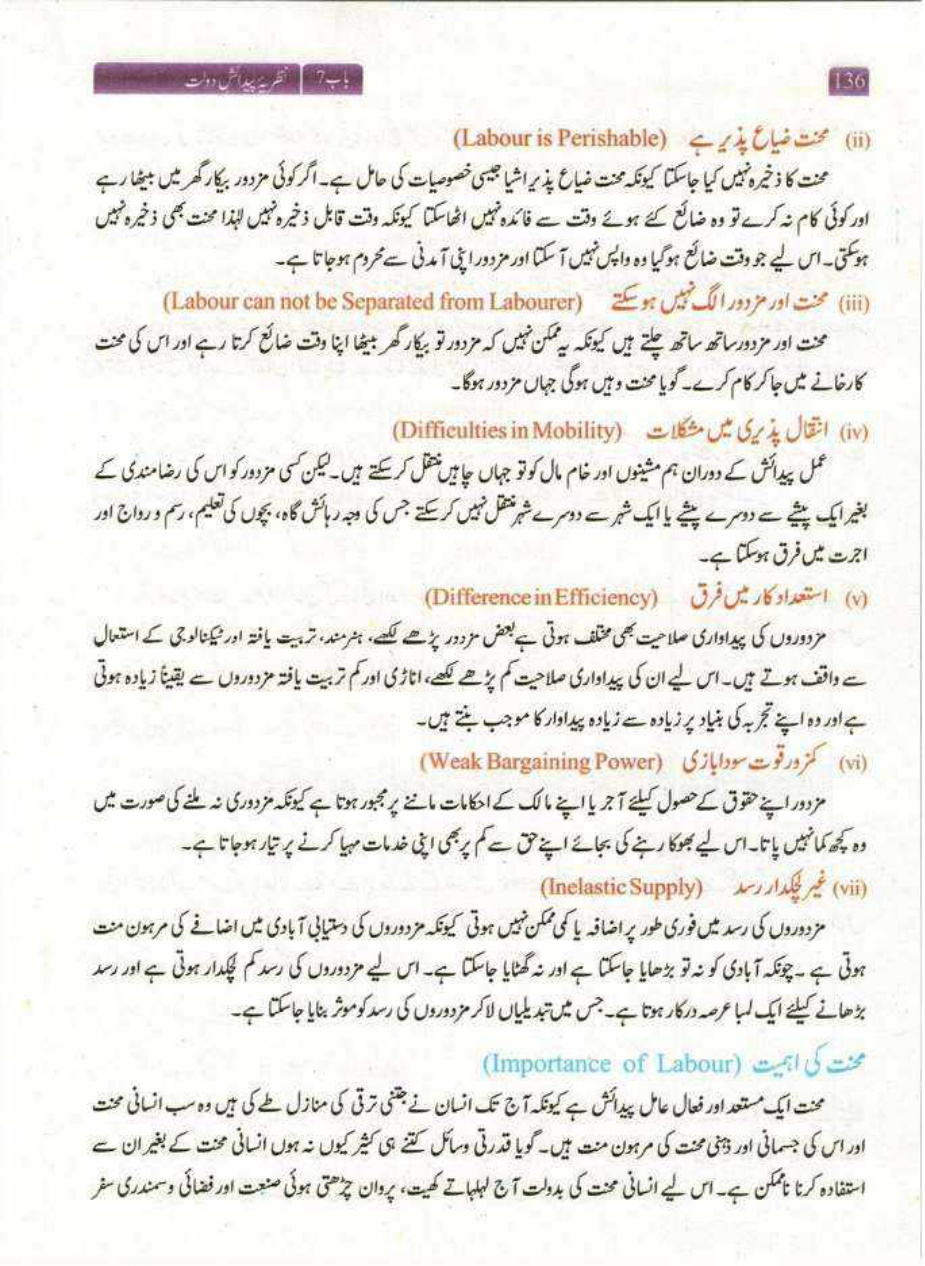 136 باب 7 نظریۂ پیدائش دولت
(ii) محنت ضیاع پذیر ہے (Labour is Perishable)
محنت کا ذخیرہ نہیں کیا جاسکتا کیونکہ محنت ضیاع پذیر اشیا جیسی خصوصیات کی حامل ہے۔ اگر کوئی مزدور بیکار گھر میں بیٹھا رہے
اور کوئی کام نہ کرے تو وہ ضائع کئے ہوئے وقت سے فائدہ نہیں اٹھا سکتا کیونکہ وقت قابل ذخیرہ نہیں لہٰذا محنت بھی ذخیرہ نہیں
ہوسکتی۔ اس لیے جو وقت ضائع ہوگیا وہ واپس نہیں آ سکتا اور مزدور اپنی آمدنی سے محروم ہوجاتا ہے۔
(iii) محنت اور مزدور الگ نہیں ہو سکتے (Labour can not be Separated from Labourer)
محنت اور مزدور ساتھ ساتھ چلتے ہیں کیونکہ یہ ممکن نہیں کہ مزدور تو بیکار گھر بیٹھا اپنا وقت ضائع کرتا رہے اور اس کی محنت
کارخانے میں جا کر کام کرے۔ گویا محنت وہیں ہوگی جہاں مزدور ہوگا۔
(iv) انتقال پذیری میں مشکلات (Difficulties in Mobility)
عمل پیدائش کے دوران ہم مشینوں اور خام مال کو تو جہاں چاہیں منتقل کر سکتے ہیں۔ لیکن کسی مزدور کو اس کی رضامندی کے
بغیر ایک پیشے سے دوسرے پیشے یا ایک شہر سے دوسرے شہر منتقل نہیں کر سکتے جس کی وجہ رہائش گاہ، بچوں کی تعلیم، رسم و رواج اور
اجرت میں فرق ہوسکتا ہے۔
(v) استعداد کار میں فرق (Difference in Efficiency)
مزدوروں کی پیداواری صلاحیت بھی مختلف ہوتی ہے بعض مزدور پڑھے لکھے، ہنرمند، تربیت یافتہ اور ٹیکنالوجی کے استعمال
سے واقف ہوتے ہیں۔ اس لیے ان کی پیداواری صلاحیت کم پڑھے لکھے، اناڑی اور کم تربیت یافتہ مزدوروں سے یقیناً زیادہ ہوتی
ہے اور وہ اپنے تجربہ کی بنیاد پر زیادہ سے زیادہ پیداوار کا موجب بنتے ہیں۔
(vi) کمزور قوت سودابازی (Weak Bargaining Power)
مزدور اپنے حقوق کے حصول کیلئے آجر یا اپنے مالک کے احکامات ماننے پر مجبور ہوتا ہے کیونکہ مزدوری نہ ملنے کی صورت میں
وہ کچھ کما نہیں پاتا۔ اس لیے بھوکا رہنے کی بجائے اپنے حق سے کم پر بھی اپنی خدمات مہیا کرنے پر تیار ہوجاتا ہے۔
(vii) غیر لچکدار رسد (Inelastic Supply)
مزدوروں کی رسد میں فوری طور پر اضافہ یا کمی ممکن نہیں ہوتی کیونکہ مزدوروں کی دستیابی آبادی میں اضافے کی مرہون منت
ہوتی ہے ۔ چونکہ آبادی کو نہ تو بڑھایا جاسکتا ہے اور نہ گھٹایا جاسکتا ہے۔ اس لیے مزدوروں کی رسد کم لچکدار ہوتی ہے اور رسد
بڑھانے کیلئے ایک لمبا عرصہ درکار ہوتا ہے۔ جس میں تبدیلیاں لاکر مزدوروں کی رسد کو موثر بنایا جاسکتا ہے۔
محنت کی اہمیت (Importance of Labour)
محنت ایک مستعد اور فعال عامل پیدائش ہے کیونکہ آج تک انسان نے جتنی ترقی کی منازل طے کی ہیں وہ سب انسانی محنت
اور اس کی جسمانی اور ذہنی محنت کی مرہون منت ہیں۔ گویا قدرتی وسائل کتنے ہی کثیر کیوں نہ ہوں انسانی محنت کے بغیر ان سے
استفادہ کرنا ناممکن ہے۔ اس لیے انسانی محنت کی بدولت آج لہلہاتے کھیت، پروان چڑھتی ہوئی صنعت اور فضائی و سمندری سفر